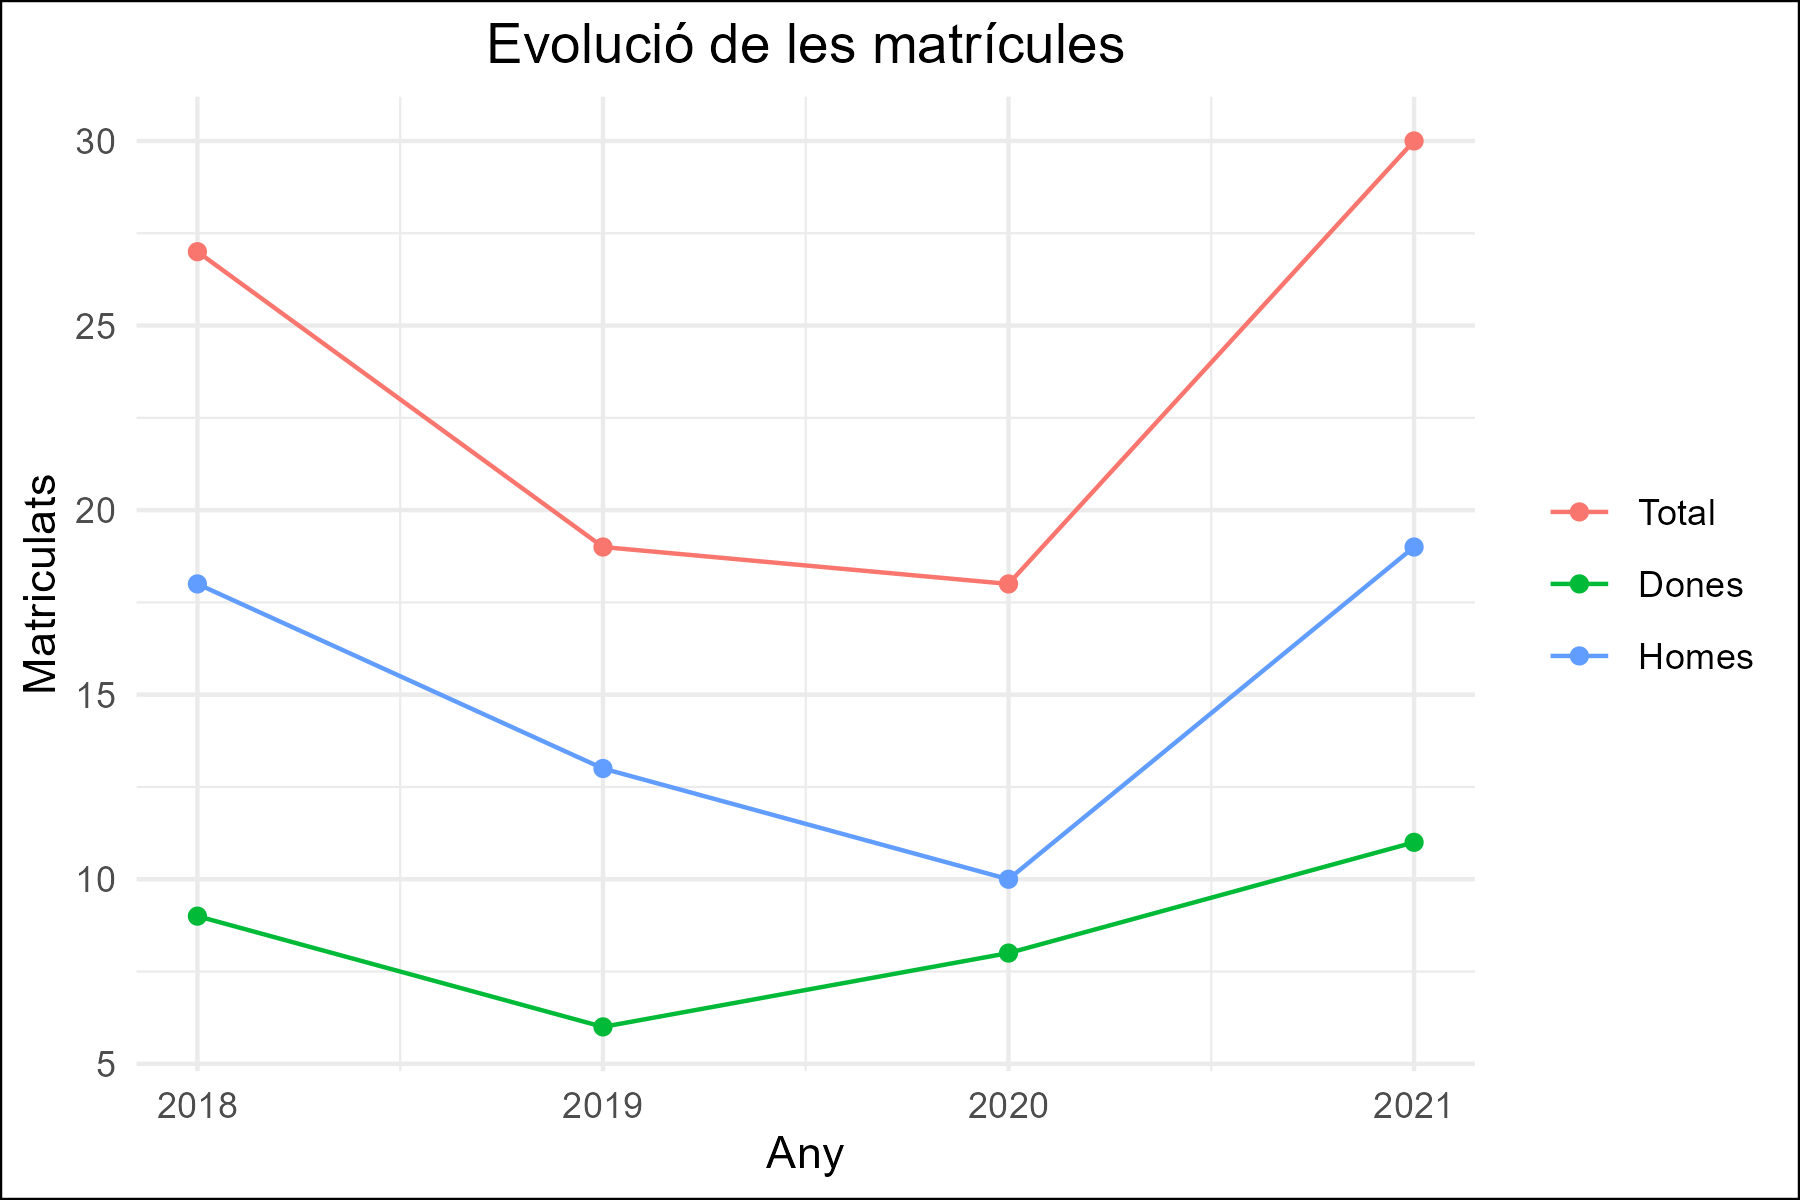 Evolució de les matrícules
30
25
20
15
10
5
Matriculats
2018 2019 2020 2021
Any
Total
Dones
Homes